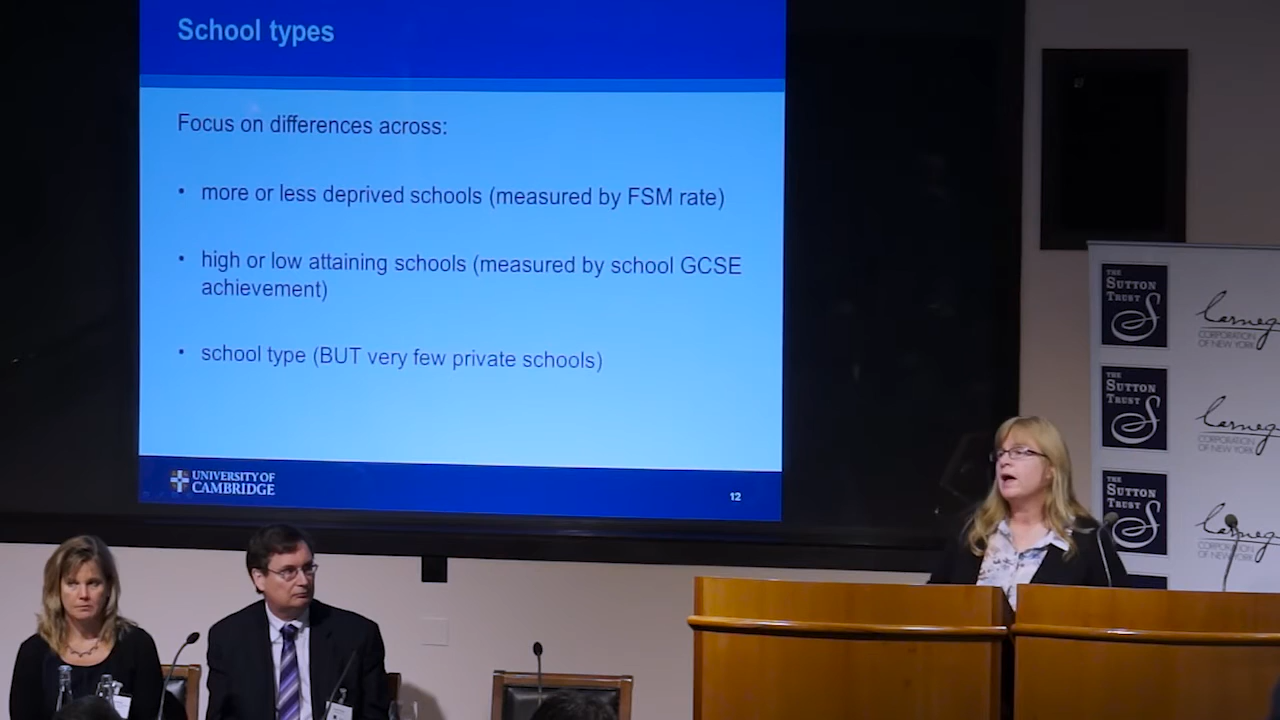 School types
Focus on differences across:
• more or less deprived schools (measured by FSM rate)
• high or low attaining schools (measured by school GCSE
achievement)
• school type (BUT very few private schools)
UNIVERSITY OF
CAMBRIDGE
12
THE
SUTTON
TRUST
S
Carneg
CORPORATION
OF NEW YORK
THE
SUTTON
TRUST
S
Carneg
CORPORATION
OF NEW YORK
THE
SUTTON
TRUST
S
Carneg
CORPORATION
OF NEW YORK